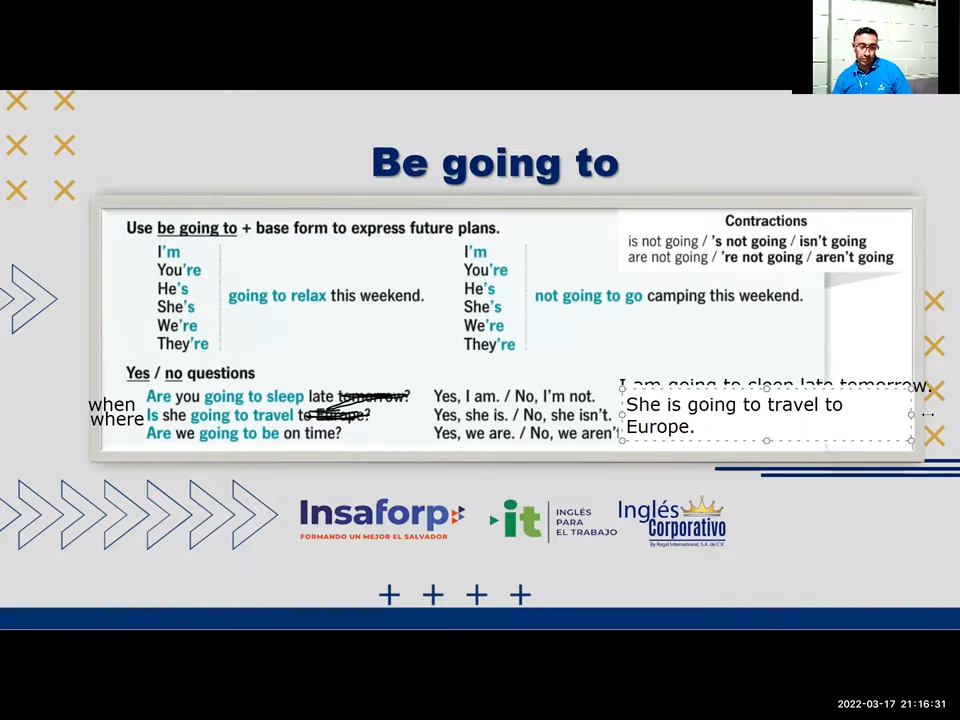 Be going to
Use be going to + base form to express future plans.
I'm
You're
He's
She's
We're
They're
going to relax this weekend.
I'm
You're
He's
She's
We're
They're
not going to go camping this weekend.
Contractions
is not going / 's not going / isn't going
are not going / 're not going / aren't going
Yes / no questions
Are you going to sleep late tomorrow?
Is she going to travel to Europe?
Are we going to be on time?
when
where
Yes, I am. / No, I'm not.
Yes, she is. / No, she isn't.
Yes, we are. / No, we aren't
I am going to sleep late tomorrow.
She is going to travel to
Europe.
Insaforp
FORMANDO UN MEJOR EL SALVADOR
it
INGLÉS
PARA
EL TRABAJO
Inglés
Corporativo
By Regal International, S.A. de C.V.
2022-03-17 21:16:31